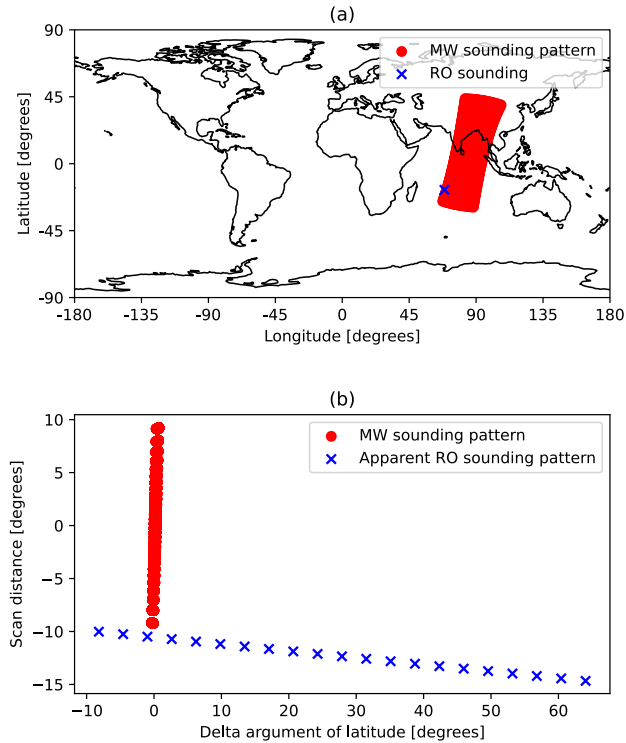 (a)
90
45
0
-45
-90
Latitude [degrees]
MW sounding pattern
RO sounding
-180
-135
-90
-45
0
45
90
135
180
Longitude [degrees]
(b)
10
5
0
−5
−10
−15
Scan distance [degrees]
MW sounding pattern
Apparent RO sounding pattern
−10
0
10
20
30
40
50
60
Delta argument of latitude [degrees]